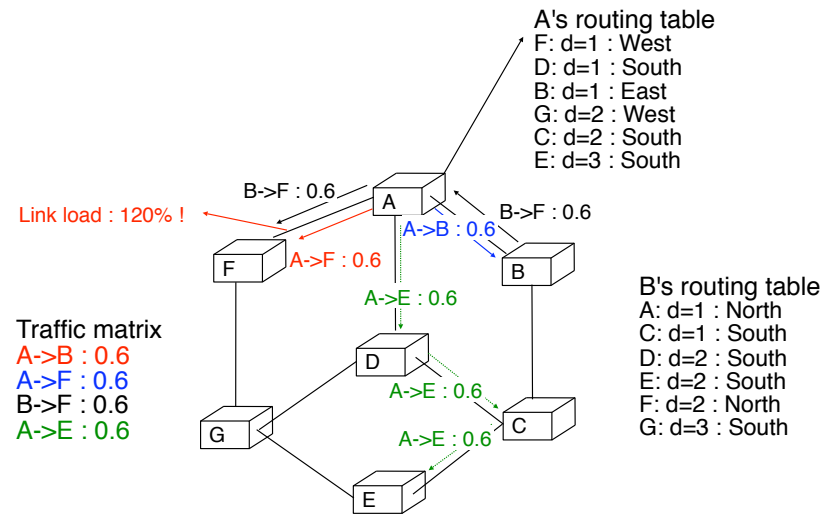 A's routing table
F: d=1 : West
D: d=1 : South
B: d=1 : East
G: d=2 : West
C: d=2 : South
E: d=3 : South
B->F : 0.6
A
Link load : 120% !
B->F : 0.6
A->B : 0.6
F
A->F : 0.6
B
B's routing table
A: d=1 : North
C: d=1 : South
D: d=2 : South
E: d=2 : South
F: d=2 : North
G: d=3 : South
A->E : 0.6
Traffic matrix
A->B : 0.6
A->F : 0.6
B->F : 0.6
A->E : 0.6
D
A->E : 0.6
G
C
A->E : 0.6
E